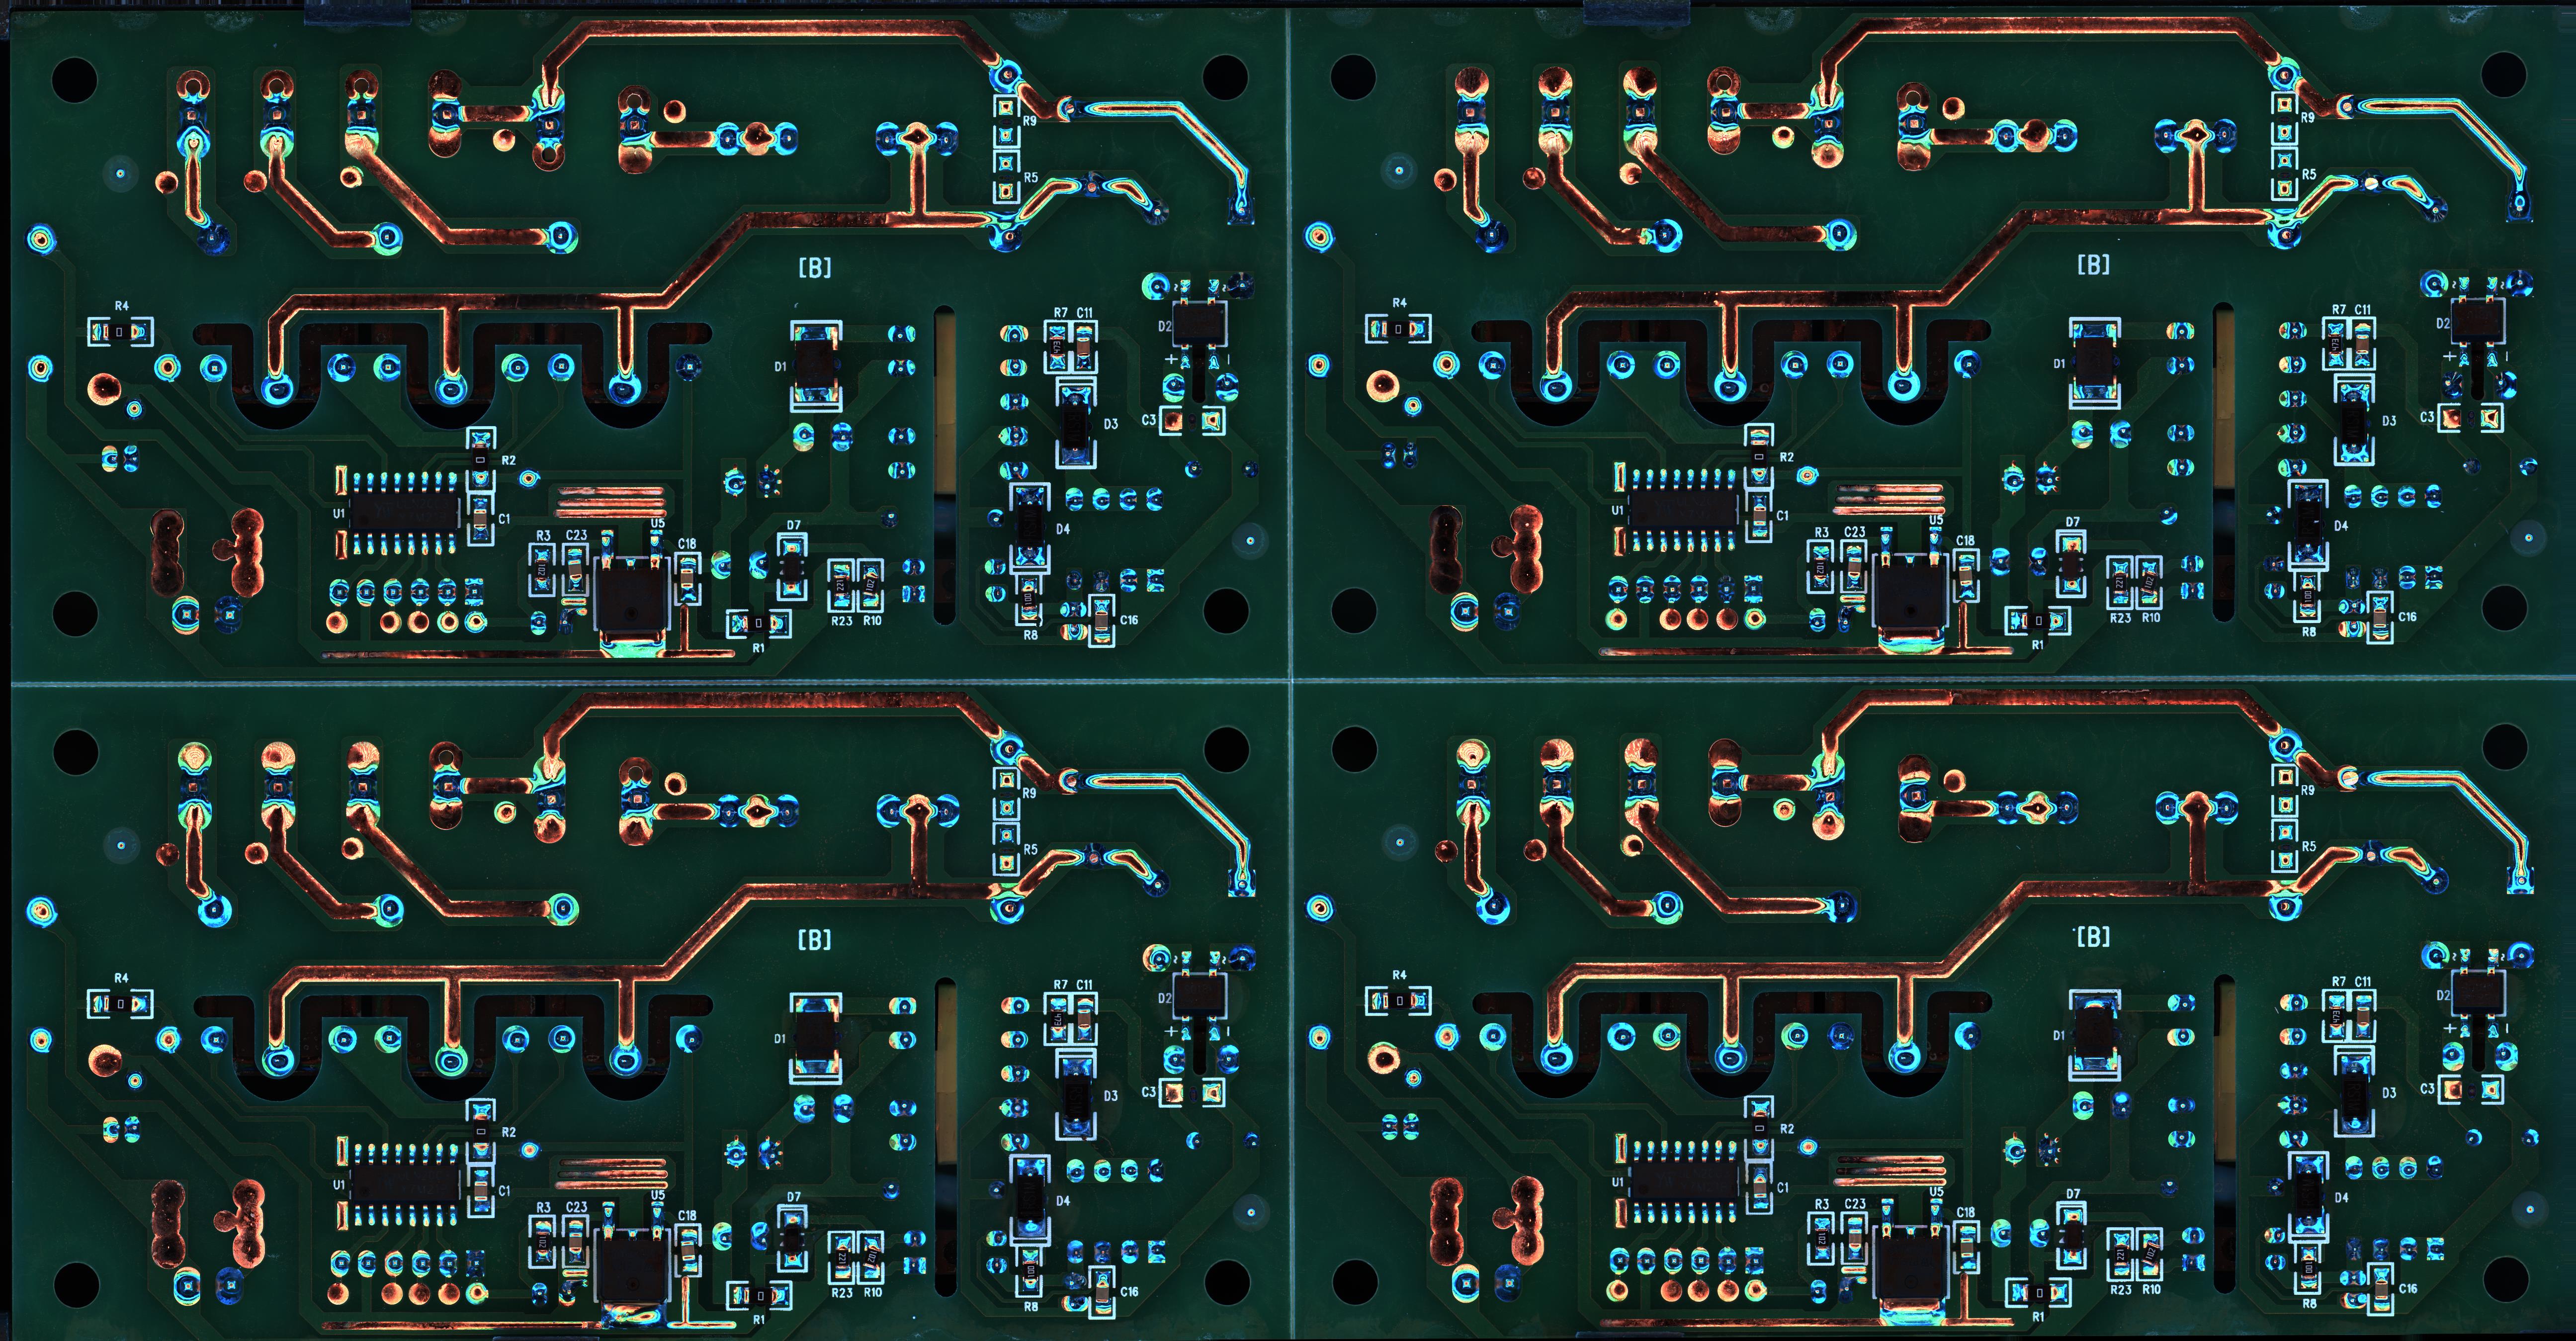 R9
R5
[B]
R4
R7 C11
D2
+ -
D1
C3
D3
R2
U1
C1
U5
D7
D4
R3 C23
C18
R23 R10
R8
C16
R1
R9
R5
[B]
R4
R7 C11
D2
+ -
D1
C3
D3
R2
U1
C1
U5
D7
D4
R3 C23
C18
R23 R10
R8
C16
R1
R9
R5
[B]
R4
R7 C11
D2
+ -
D1
C3
D3
R2
U1
C1
U5
D7
D4
R3 C23
C18
R23 R10
R8
C16
R1
R9
R5
[B]
R4
R7 C11
D2
+ -
D1
C3
D3
R2
U1
C1
U5
D7
D4
R3 C23
C18
R23 R10
R8
C16
R1